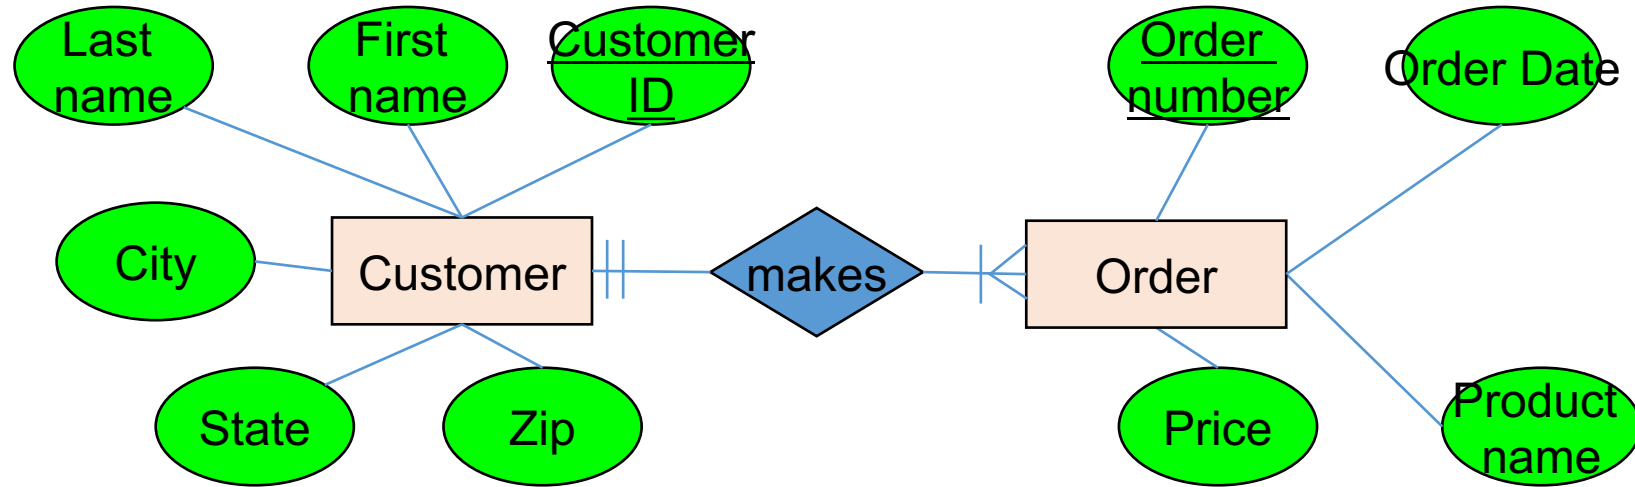 Last
name
First
name
Customer
ID
Order
number
Order Date
City
Customer
makes
Order
State
Zip
Price
Product
name